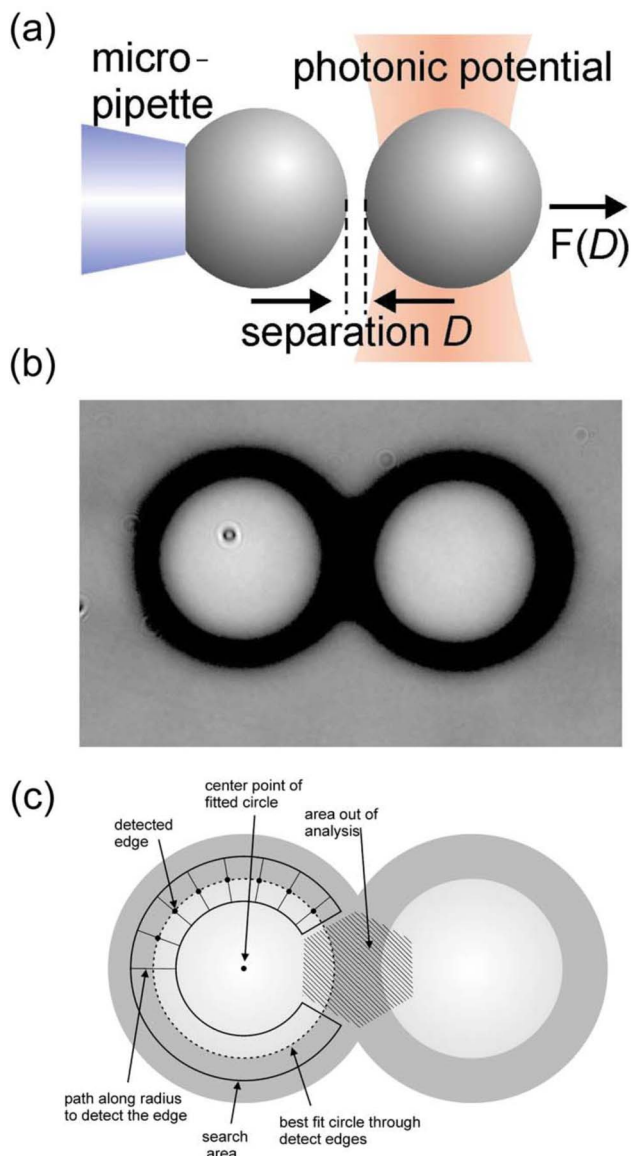 (a)
micro-
pipette
photonic potential
F(D)
separation D
(b)
(c)
center point of
fitted circle
detected
edge
area out of
analysis
path along radius
to detect the edge
search
area
best fit circle through
detect edges